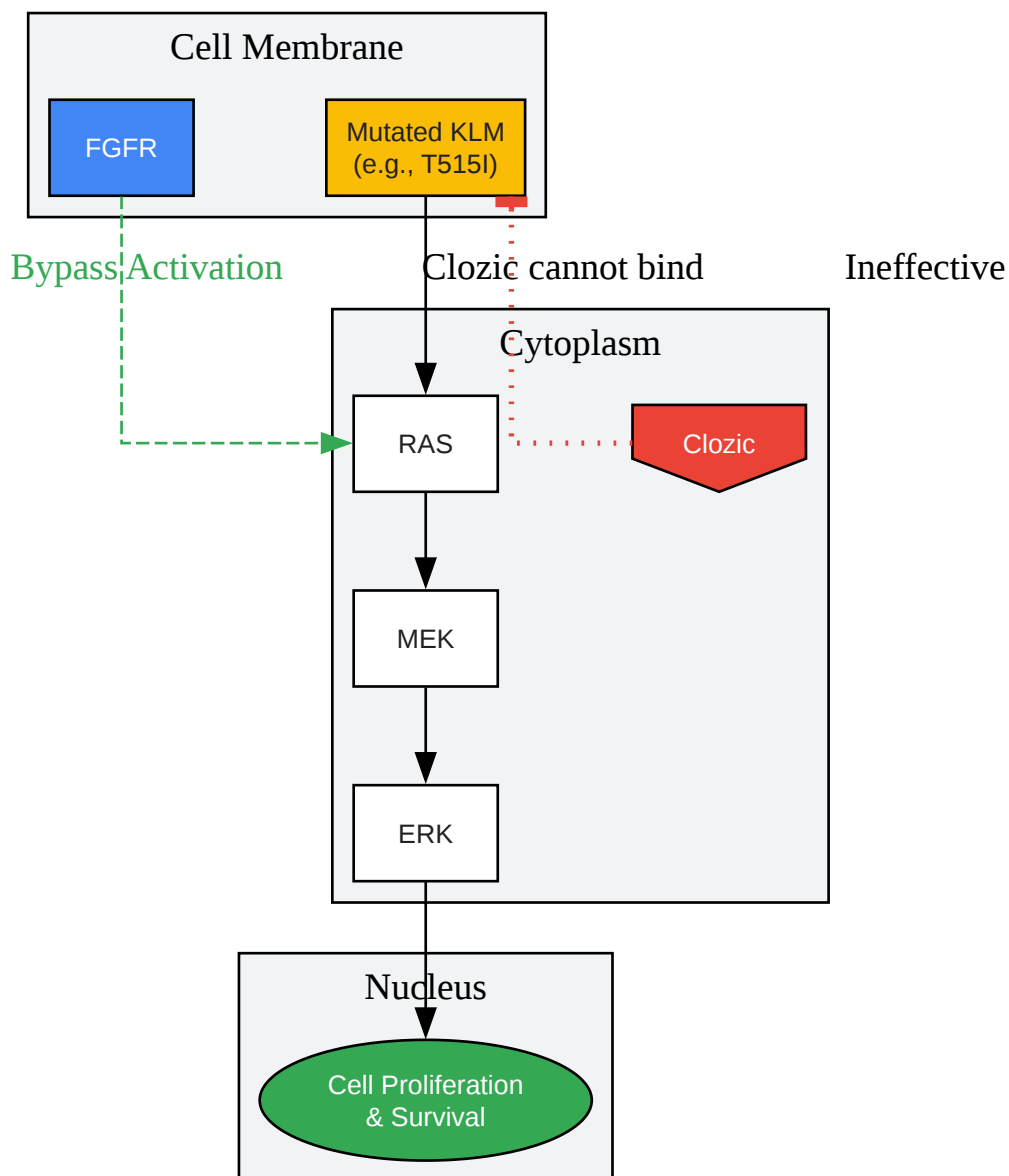 Cell Membrane
FGFR
Mutated KLM
(e.g., T515I)
Bypass Activation
Clozic cannot bind
Ineffective
Cytoplasm
RAS
Clozic
MEK
ERK
Nucleus
Cell Proliferation
& Survival